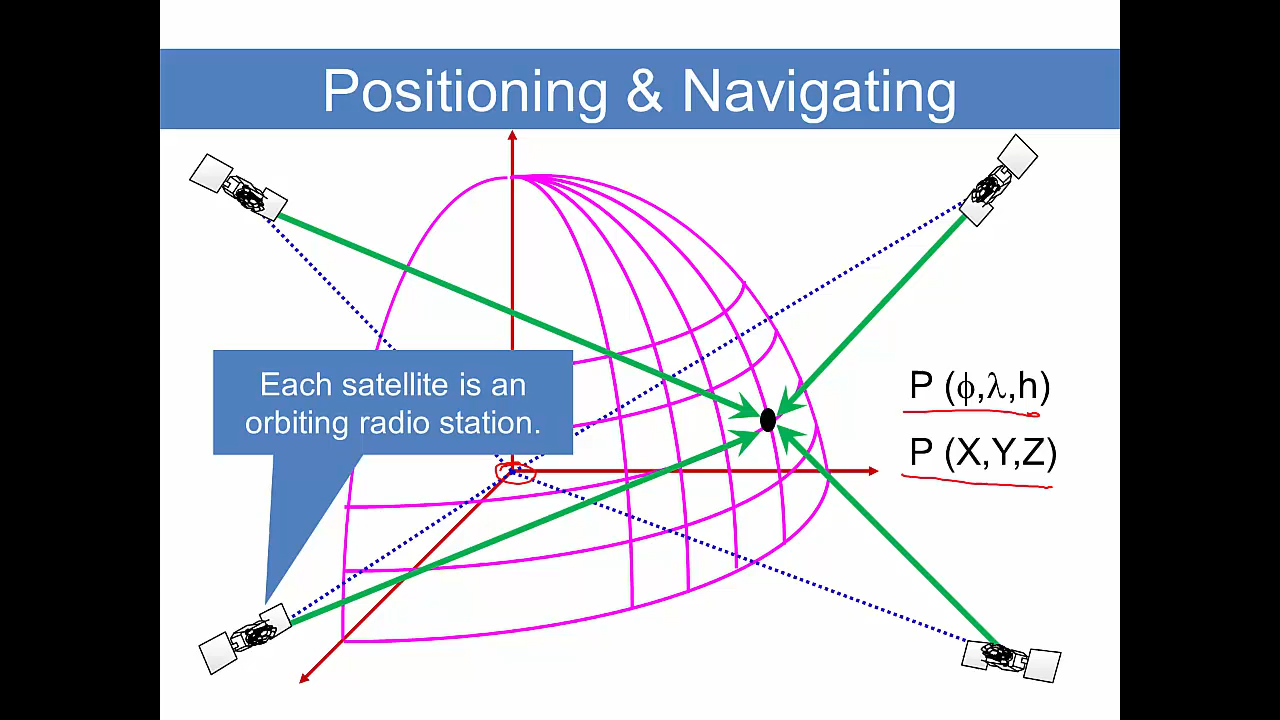 Positioning & Navigating
Each satellite is an
orbiting radio station.
P (ϕ,λ,h)
P (X,Y,Z)